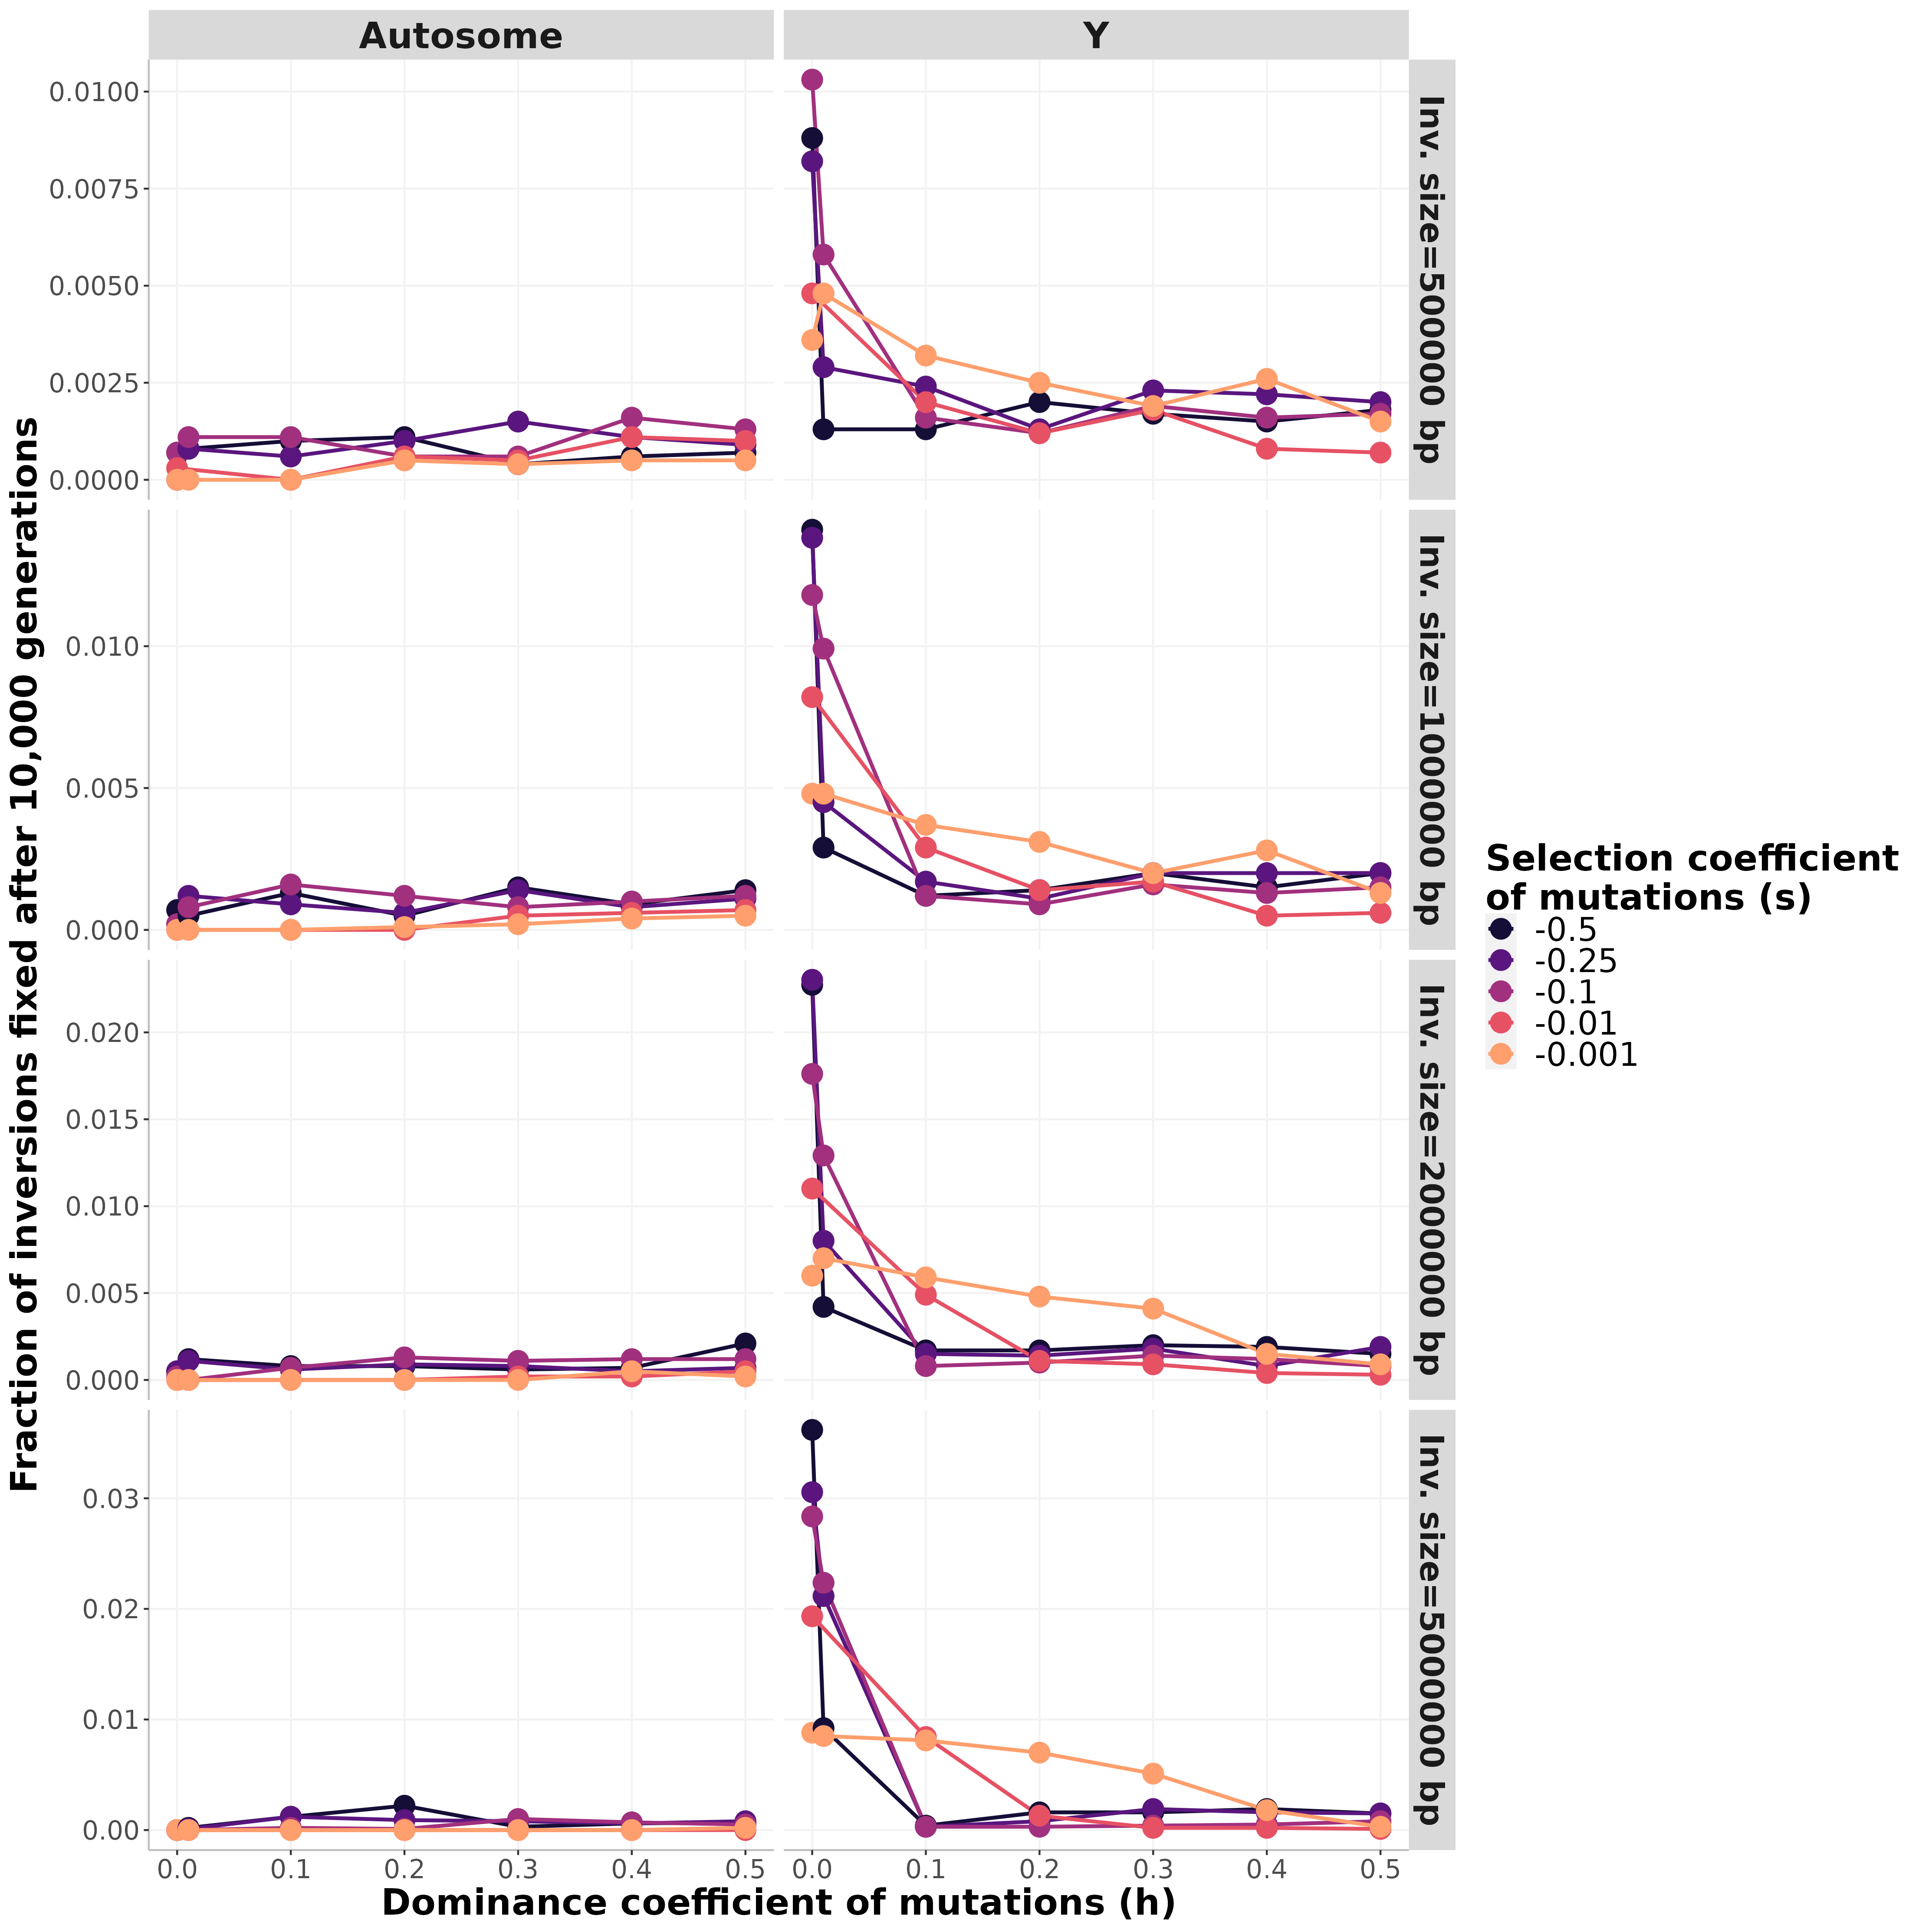 Autosome
Y
Fraction of inversions fixed after 10,000 generations
0.0100
0.0075
0.0050
0.0025
0.0000
Inv. size=500000 bp
0.010
0.005
0.000
Inv. size=1000000 bp
0.020
0.015
0.010
0.005
0.000
Inv. size=2000000 bp
0.03
0.02
0.01
0.00
Inv. size=5000000 bp
0.0 0.1 0.2 0.3 0.4 0.5
0.0 0.1 0.2 0.3 0.4 0.5
Dominance coefficient of mutations (h)
Selection coefficient
of mutations (s)
-0.5
-0.25
-0.1
-0.01
-0.001